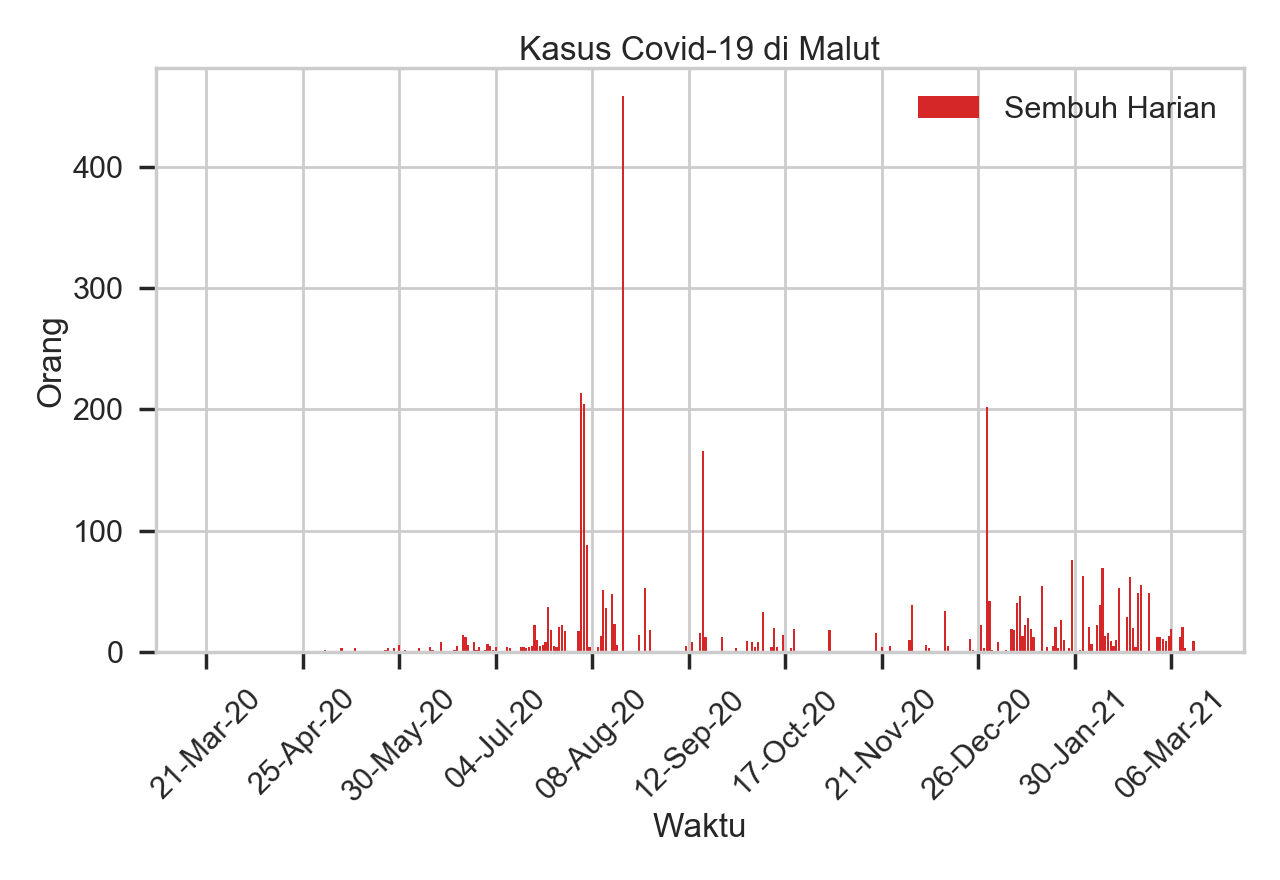 Kasus Covid-19 di Malut
Sembuh Harian
400
300
200
100
0
Orang
21-Mar-20
25-Apr-20
30-May-20
04-Jul-20
08-Aug-20
12-Sep-20
17-Oct-20
21-Nov-20
26-Dec-20
30-Jan-21
06-Mar-21
Waktu